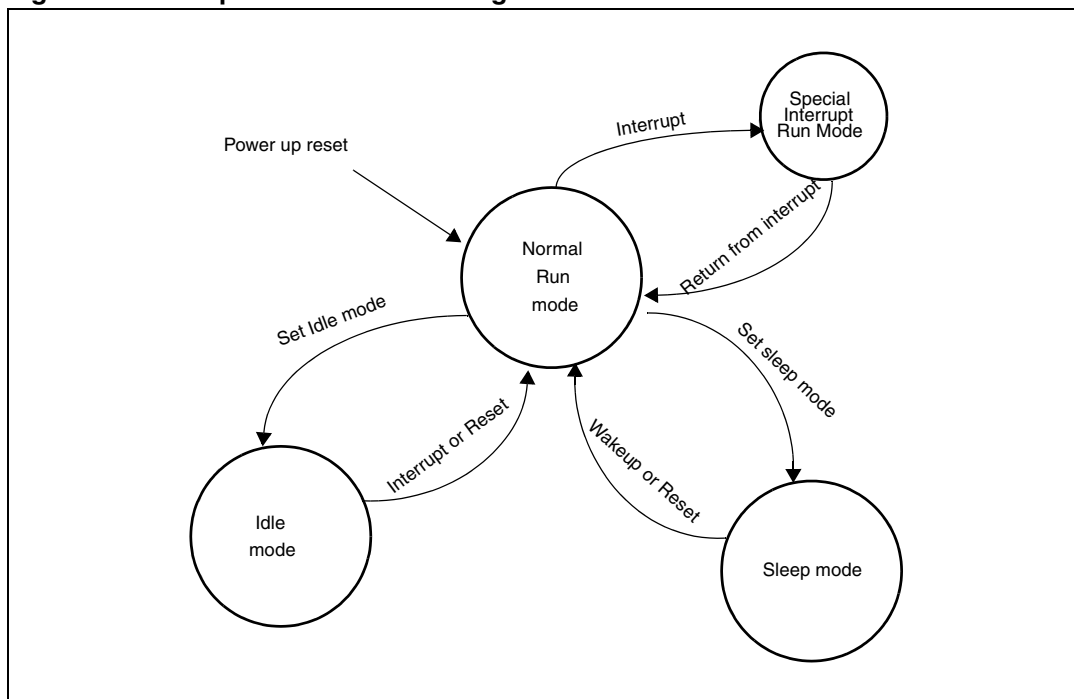 Power up reset
Interrupt
Special
Interrupt
Run Mode
Return from interrupt
Normal
Run
mode
Set Idle mode
Set sleep mode
Interrupt or Reset
Wakeup or Reset
Idle
mode
Sleep mode